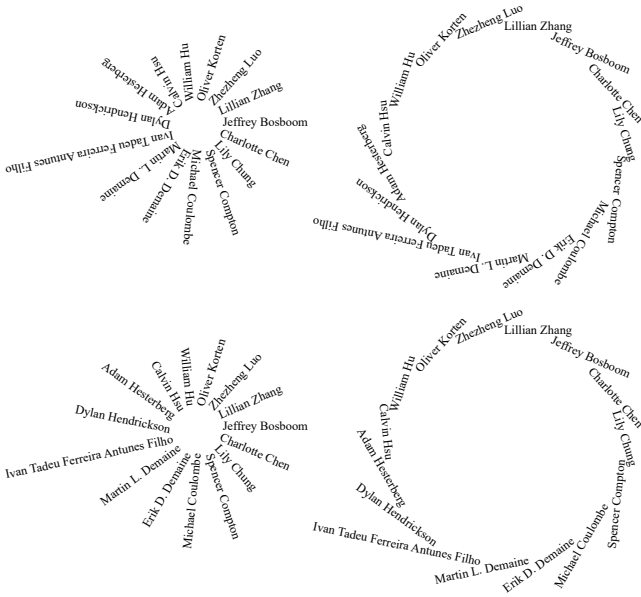 William Hu
Oliver Korten
Calvin Hsu
Zhezheng Luo
Adam Hesterberg
Lillian Zhang
Dylan Hendrickson
Jeffrey Bosboom
Ivan Tadeu Ferreira Antunes Filho
Charlotte Chen
Martin L. Demaine
Lily Chung
Erik D. Demaine
Spencer Compton
Michael Coulombe
Zhezheng Luo
Lillian Zhang
Oliver Korten
Jeffrey Bosboom
William Hu
Charlotte Chen
Calvin Hsu
Lily Chung
Adam Hesterberg
Spencer Compton
Dylan Hendrickson
Michael Coulombe
Ivan Tadeu Ferreira Antunes Filho
Erik D. Demaine
Martin L. Demaine
William Hu
Oliver Korten
Calvin Hsu
Zhezheng Luo
Adam Hesterberg
Lillian Zhang
Dylan Hendrickson
Jeffrey Bosboom
Ivan Tadeu Ferreira Antunes Filho
Charlotte Chen
Martin L. Demaine
Lily Chung
Erik D. Demaine
Spencer Compton
Michael Coulombe
Zhezheng Luo
Lillian Zhang
Oliver Korten
Jeffrey Bosboom
William Hu
Charlotte Chen
Calvin Hsu
Lily Chung
Adam Hesterberg
Spencer Compton
Dylan Hendrickson
Michael Coulombe
Ivan Tadeu Ferreira Antunes Filho
Erik D. Demaine
Martin L. Demaine